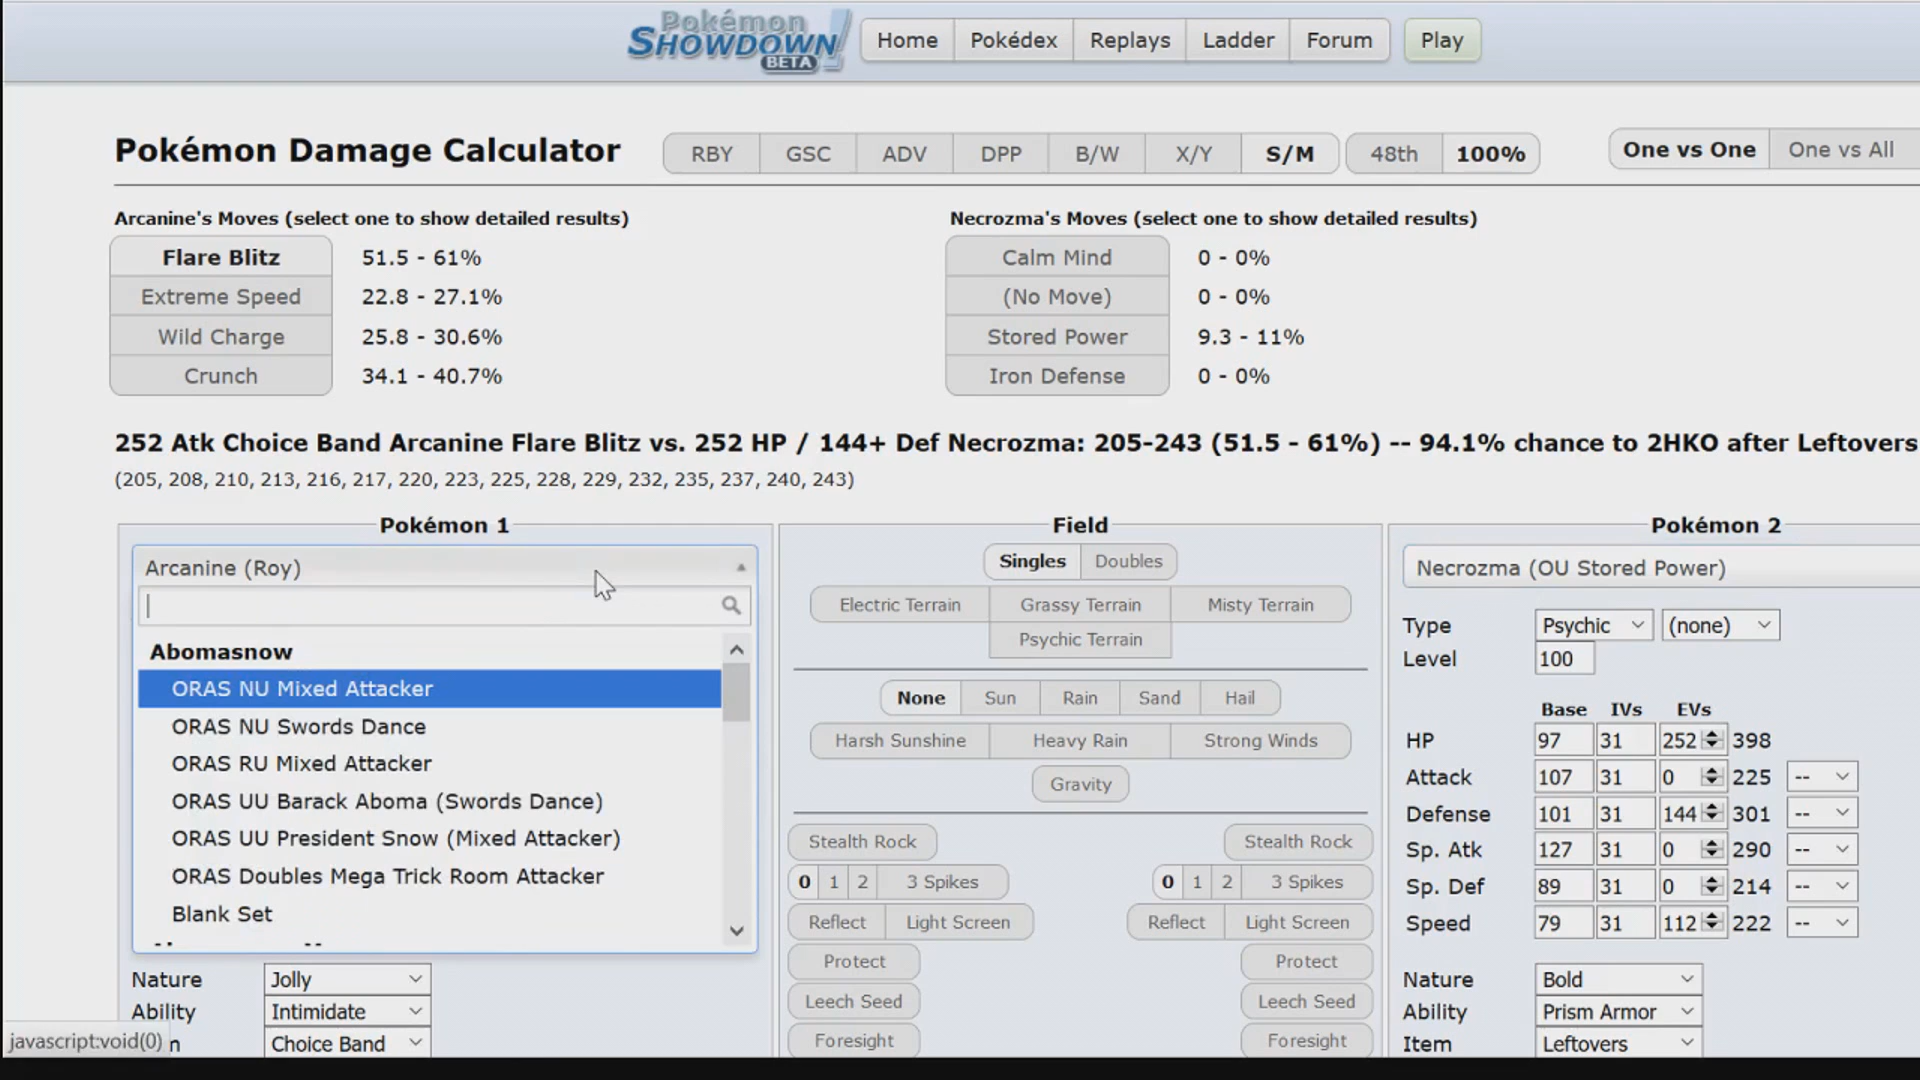 Pokémon
SHOWDOWN!
BETA
Home Pokédex Replays Ladder Forum Play
Pokémon Damage Calculator RBY GSC ADV DPP B/W X/Y S/M 48th 100% One vs One One vs All
Arcanine's Moves (select one to show detailed results) Necrozma's Moves (select one to show detailed results)
Flare Blitz 51.5 - 61% Calm Mind 0 - 0%
Extreme Speed 22.8 - 27.1% (No Move) 0 - 0%
Wild Charge 25.8 - 30.6% Stored Power 9.3 - 11%
Crunch 34.1 - 40.7% Iron Defense 0 - 0%
252 Atk Choice Band Arcanine Flare Blitz vs. 252 HP / 144+ Def Necrozma: 205-243 (51.5 - 61%) -- 94.1% chance to 2HKO after Leftovers
(205, 208, 210, 213, 216, 217, 220, 223, 225, 228, 229, 232, 235, 237, 240, 243)
Pokémon 1
Arcanine (Roy)
Abomasnow
ORAS NU Mixed Attacker
ORAS NU Swords Dance
ORAS RU Mixed Attacker
ORAS UU Barack Aboma (Swords Dance)
ORAS UU President Snow (Mixed Attacker)
ORAS Doubles Mega Trick Room Attacker
Blank Set
Nature Jolly
Ability Intimidate
Choice Band
javascript:void(0)
Field
Singles Doubles
Electric Terrain Grassy Terrain Misty Terrain
Psychic Terrain
None Sun Rain Sand Hail
Harsh Sunshine Heavy Rain Strong Winds
Gravity
Stealth Rock Stealth Rock
0 1 2 3 Spikes 0 1 2 3 Spikes
Reflect Light Screen Reflect Light Screen
Protect Protect
Leech Seed Leech Seed
Foresight Foresight
Pokémon 2
Necrozma (OU Stored Power)
Type Psychic (none)
Level 100
Base IVs EVs
HP 97 31 252 398
Attack 107 31 0 225 --
Defense 101 31 144 301 --
Sp. Atk 127 31 0 290 --
Sp. Def 89 31 0 214 --
Speed 79 31 112 222 --
Nature Bold
Ability Prism Armor
Item Leftovers